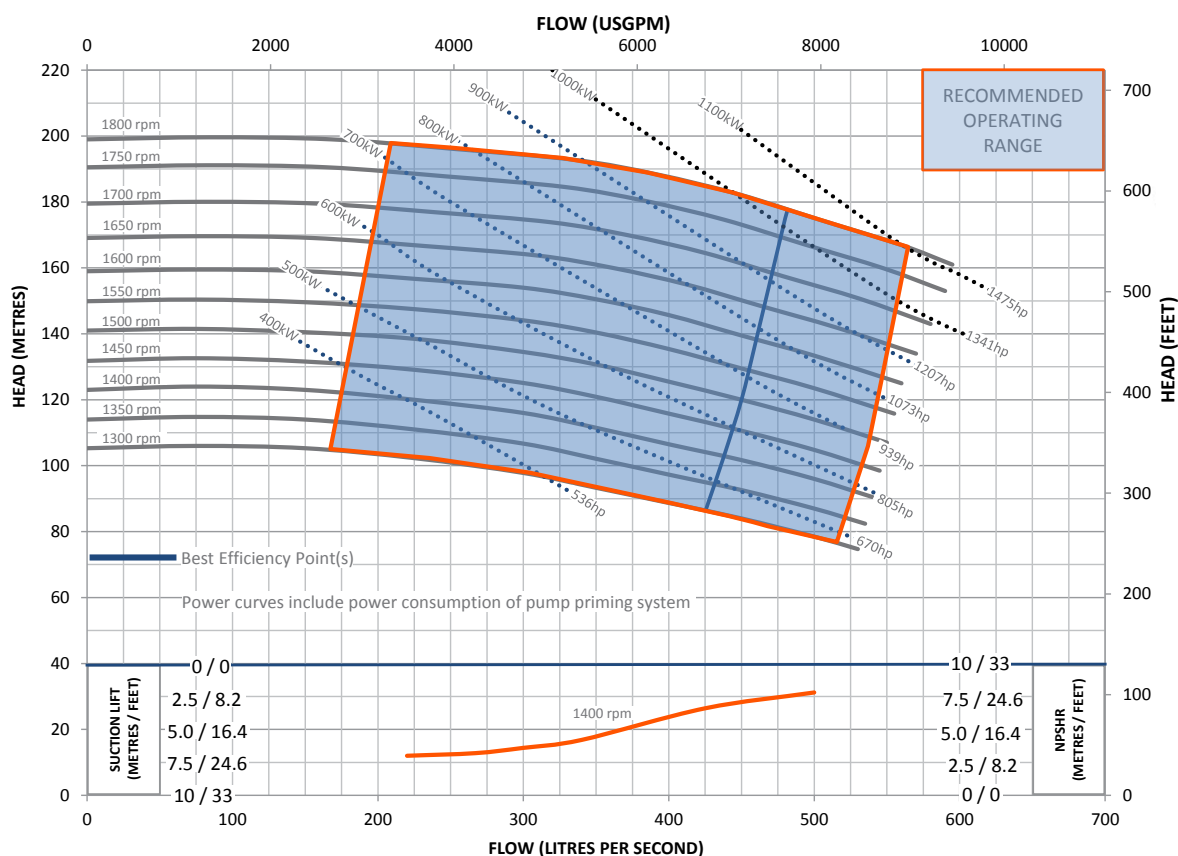 FLOW (USGPM)
0 2000 4000 6000 8000 10000
220
200
180
160
140
120
100
80
60
40
20
0
HEAD (METRES)
700
600
500
400
300
200
100
0
HEAD (FEET)
RECOMMENDED
OPERATING
RANGE
1800 rpm
1750 rpm
1700 rpm
1650 rpm
1600 rpm
1550 rpm
1500 rpm
1450 rpm
1400 rpm
1350 rpm
1300 rpm
400kW
500kW
600kW
700kW
800kW
900kW
1000kW
1100kW
1475hp
1341hp
1207hp
1073hp
939hp
805hp
670hp
536hp
Best Efficiency Point(s)
Power curves include power consumption of pump priming system
SUCTION LIFT
(METRES / FEET)
0 / 0
2.5 / 8.2
5.0 / 16.4
7.5 / 24.6
10 / 33
1400 rpm
10 / 33
7.5 / 24.6
5.0 / 16.4
2.5 / 8.2
0 / 0
NPSHR
(METRES / FEET)
0 100 200 300 400 500 600 700
FLOW (LITRES PER SECOND)